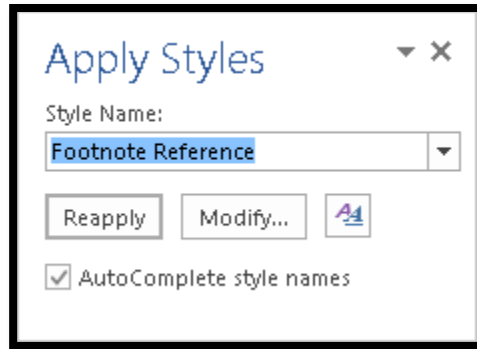 Apply Styles
Style Name:
Footnote Reference
Reapply Modify...
AutoComplete style names